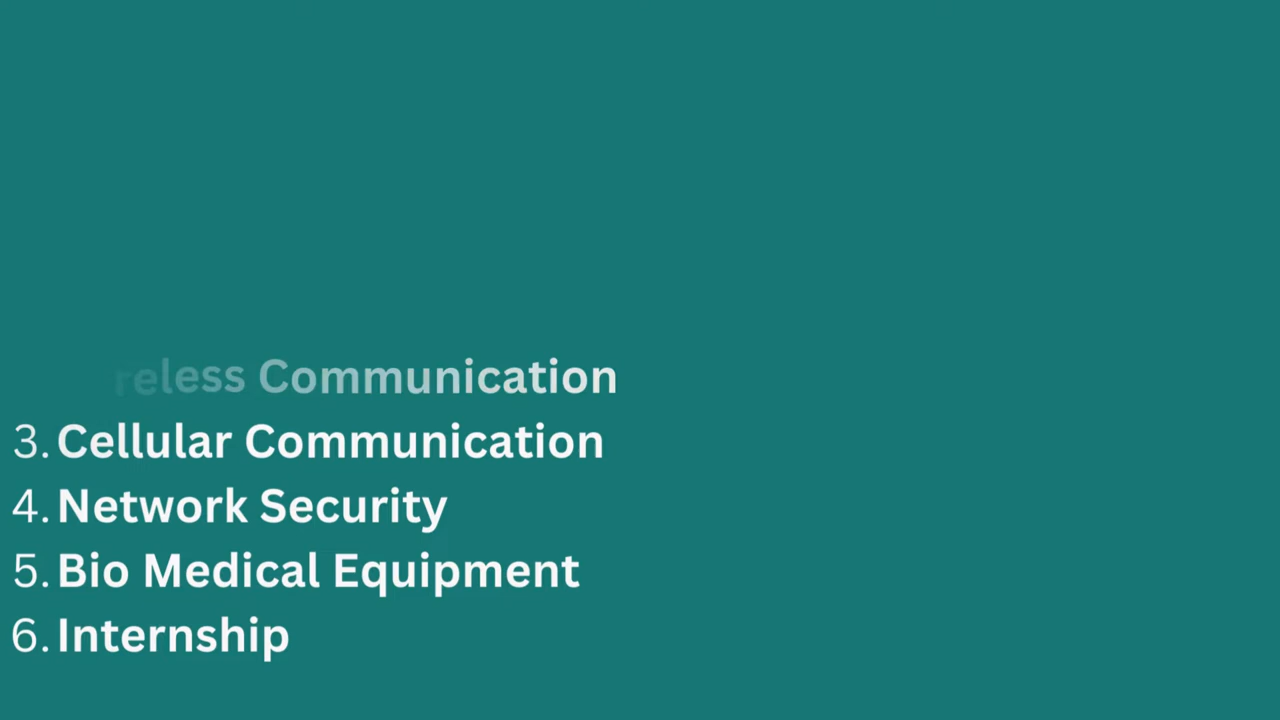 reless Communication
3. Cellular Communication
4. Network Security
5. Bio Medical Equipment
6. Internship